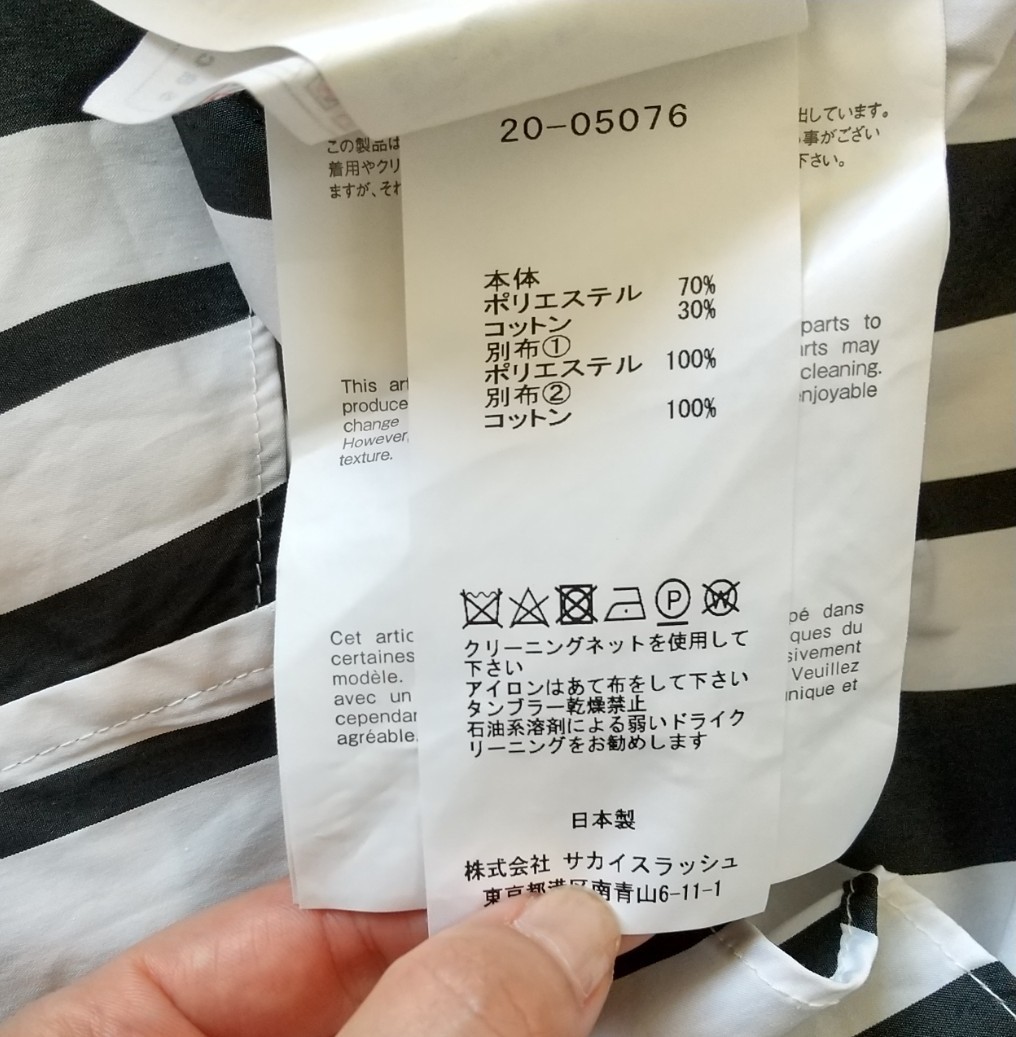 20-05076
この製品は
着用やクリ
ますが、それ
出しています。
事がござい
下さい。
本体
ポリエステル 70%
コットン 30%
別布①
ポリエステル 100%
別布②
コットン 100%
This
produce
change
However,
texture.
parts to
may
cleaning.
enjoyable
Cet
certaines
modèle.
avec un
agréable.
dans
du
Veuillez
et
P W
クリーニングネットを使用して
下さい
アイロンはあて布をして下さい
タンブラー乾燥禁止
石油系溶剤による弱いドライク
リーニングをお勧めします
日本製
株式会社 サカイスラッシュ
東京都港区南青山6-11-1